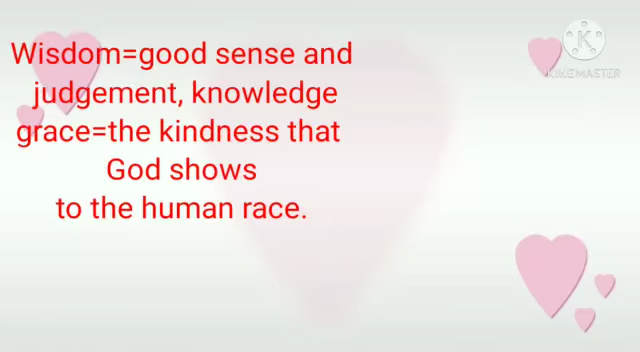 Wisdom=good sense and
judgement, knowledge
grace=the kindness that
God shows
to the human race.
K
KINEMASTER